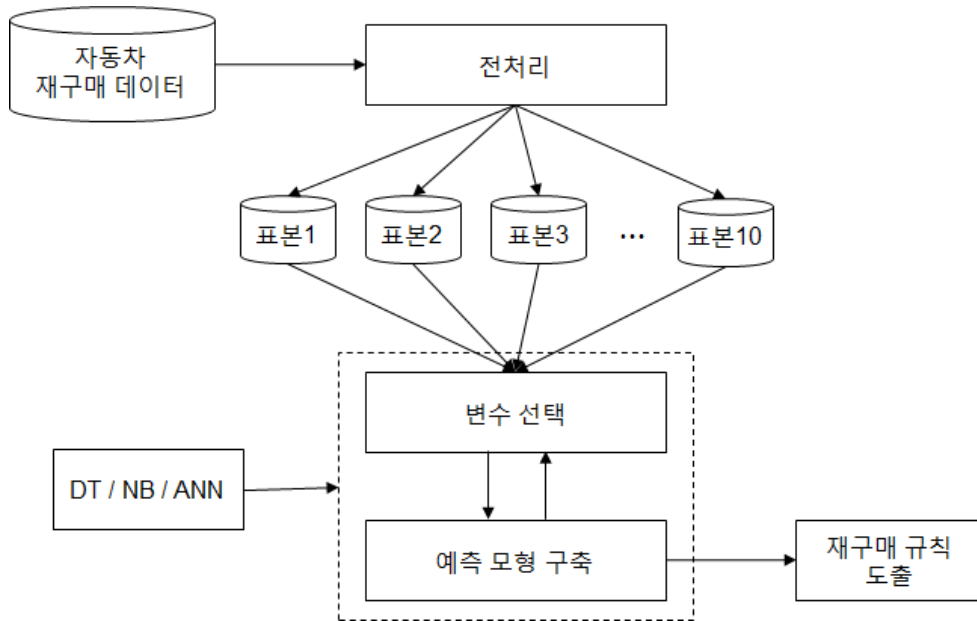 자동차
재구매 데이터
전처리
표본1
표본2
표본3
...
표본10
변수 선택
DT / NB / ANN
예측 모형 구축
재구매 규칙
도출